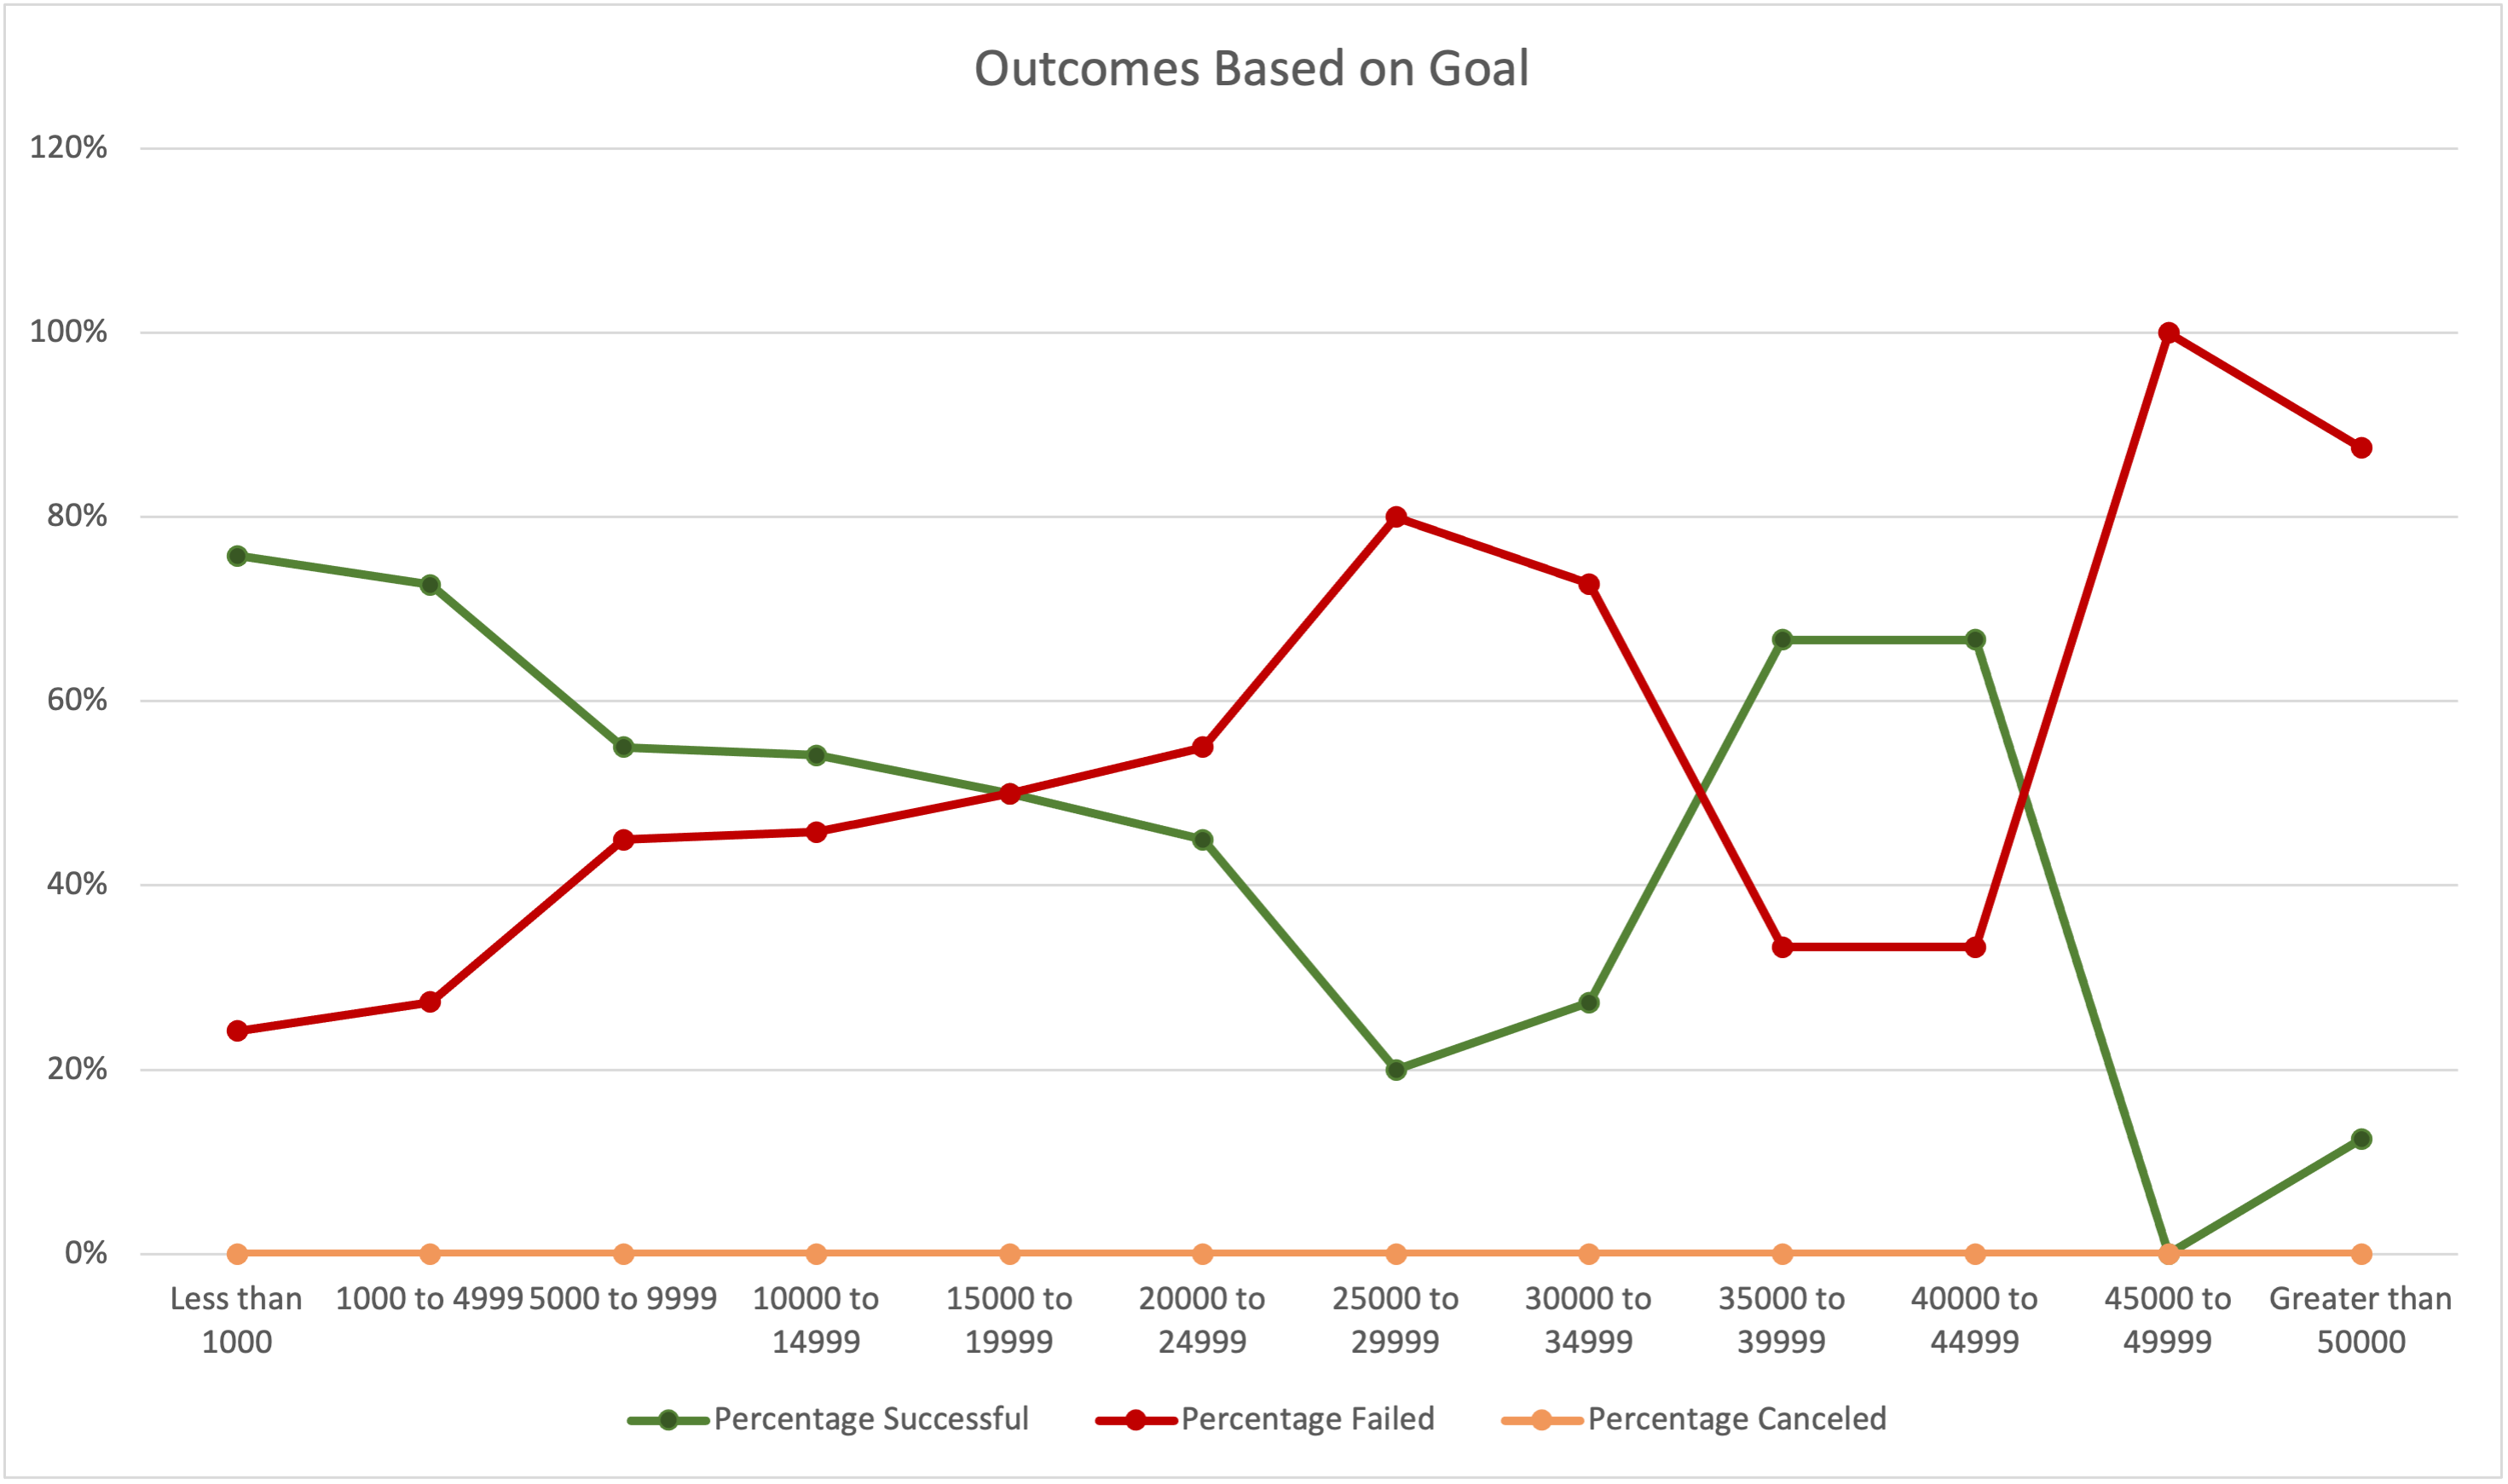 Outcomes Based on Goal
120%
100%
80%
60%
40%
20%
0%
Less than 1000
1000 to 4999
5000 to 9999
10000 to 14999
15000 to 19999
20000 to 24999
25000 to 29999
30000 to 34999
35000 to 39999
40000 to 44999
45000 to 49999
Greater than 50000
Percentage Successful
Percentage Failed
Percentage Canceled